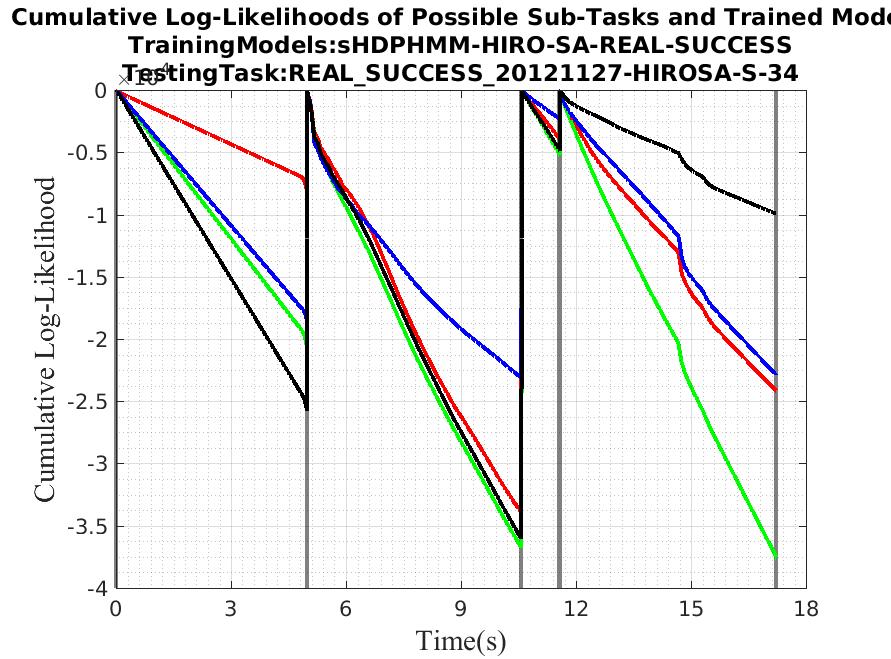 Cumulative Log-Likelihoods of Possible Sub-Tasks and Trained Mode
TrainingModels:sHDPHMM-HIRO-SA-REAL-SUCCESS
TestingTask:REAL_SUCCESS_20121127-HIROSA-S-34
×10⁴
0
-0.5
-1
-1.5
-2
-2.5
-3
-3.5
-4
Cumulative Log-Likelihood
0 3 6 9 12 15 18
Time(s)